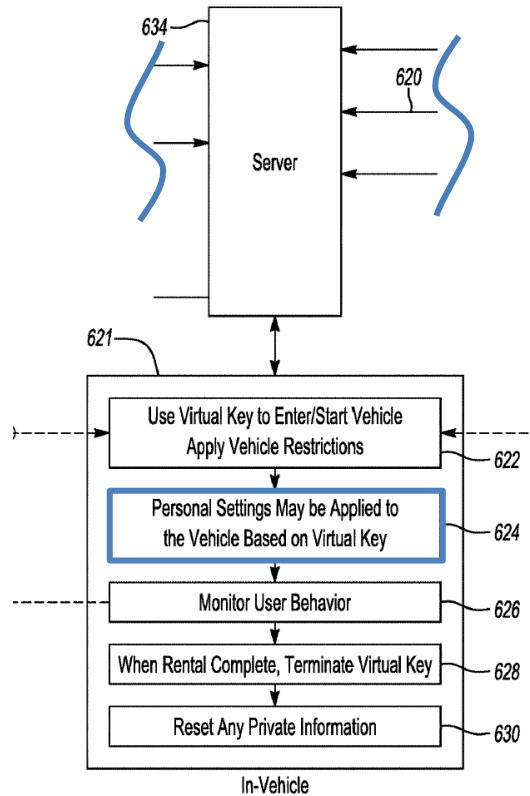 634
620
Server
621
Use Virtual Key to Enter/Start Vehicle
Apply Vehicle Restrictions
622
Personal Settings May be Applied to
the Vehicle Based on Virtual Key
624
Monitor User Behavior
626
When Rental Complete, Terminate Virtual Key
628
Reset Any Private Information
630
In-Vehicle